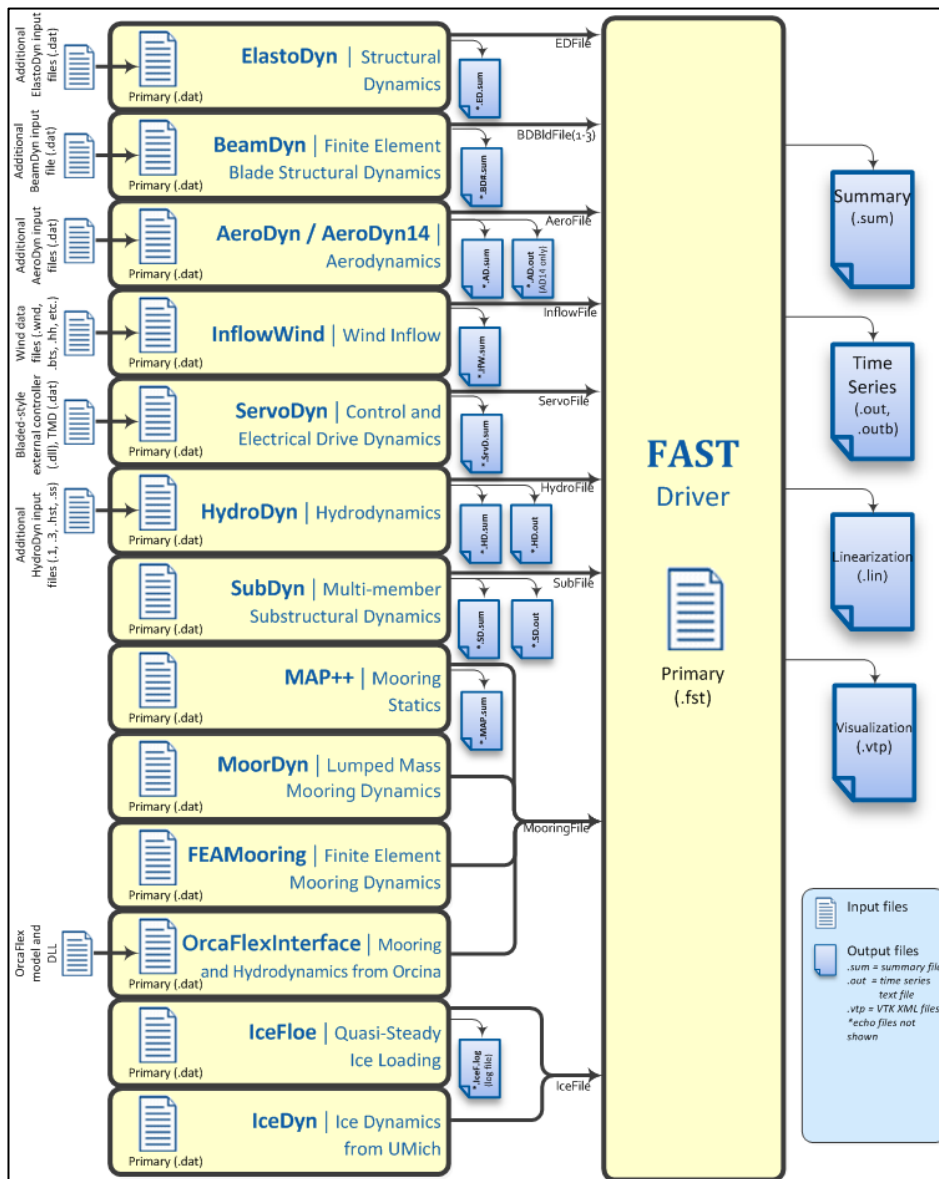 Additional
ElastoDyn input
files (.dat)
Primary (.dat)
ElastoDyn | Structural
Dynamics
*.ED.sum
EDFile
Additional
BeamDyn input
file (.dat)
Primary (.dat)
BeamDyn | Finite Element
Blade Structural Dynamics
*.BD#.sum
BDBldFile(1-3)
Additional
AeroDyn input
files (.dat)
Primary (.dat)
AeroDyn / AeroDyn14 |
Aerodynamics
*.AD.sum
*.AD.out
(AD14 only)
AeroFile
Wind data
files (.wnd,
.bts, .hh, etc.)
Primary (.dat)
InflowWind | Wind Inflow
*.IfW.sum
InflowFile
Bladed-style
external controller
(.dll), TMD (.dat)
Primary (.dat)
ServoDyn | Control and
Electrical Drive Dynamics
*.SrvD.sum
ServoFile
Additional
HydroDyn input
files (.1, .3, .hst, .ss)
Primary (.dat)
HydroDyn | Hydrodynamics
*.HD.sum
*.HD.out
HydroFile
Primary (.dat)
SubDyn | Multi-member
Substructural Dynamics
*.SD.sum
*.SD.out
SubFile
Primary (.dat)
MAP++ | Mooring
Statics
*.MAP.sum
Primary (.dat)
MoorDyn | Lumped Mass
Mooring Dynamics
MooringFile
Primary (.dat)
FEAMooring | Finite Element
Mooring Dynamics
OrcaFlex
model and
DLL
Primary (.dat)
OrcaFlexInterface | Mooring
and Hydrodynamics from Orcina
Primary (.dat)
IceFloe | Quasi-Steady
Ice Loading
*.IceF.log
(log file)
IceFile
Primary (.dat)
IceDyn | Ice Dynamics
from UMich
FAST
Driver
Primary
(.fst)
Summary
(.sum)
Time
Series
(.out,
.outb)
Linearization
(.lin)
Visualization
(.vtp)
Input files
Output files
.sum = summary file
.out = time series
text file
.vtp = VTK XML files
*echo files not
shown